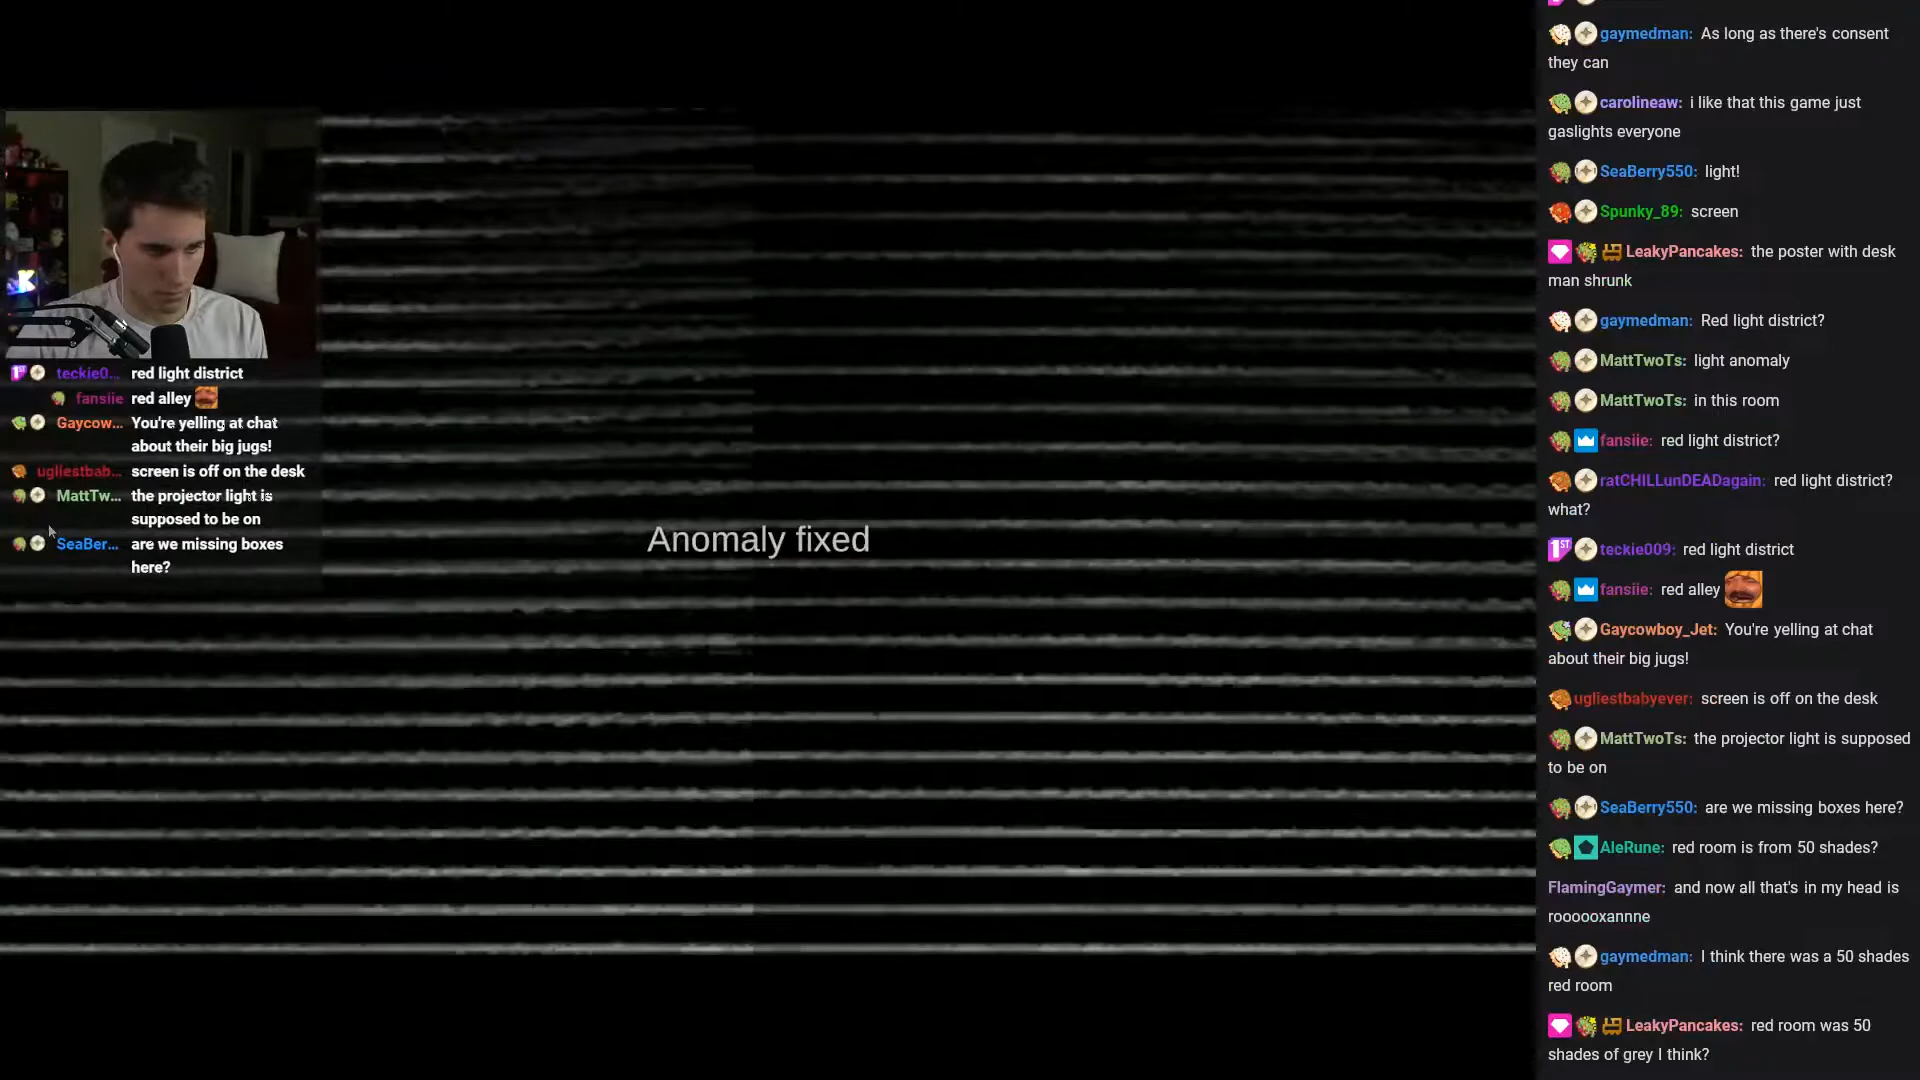 teckie0... red light district
fansiie red alley
Gaycow... You're yelling at chat
about their big jugs!
ugliestbab... screen is off on the desk
MattTw... the projector light is
supposed to be on
SeaBer... are we missing boxes
here?
Anomaly fixed
gaymedman: As long as there's consent
they can
carolineaw: i like that this game just
gaslights everyone
SeaBerry550: light!
Spunky_89: screen
LeakyPancakes: the poster with desk
man shrunk
gaymedman: Red light district?
MattTwoTs: light anomaly
MattTwoTs: in this room
fansiie: red light district?
ratCHILLunDEADagain: red light district?
what?
1ST teckie009: red light district
fansiie: red alley
Gaycowboy_Jet: You're yelling at chat
about their big jugs!
ugliestbabyever: screen is off on the desk
MattTwoTs: the projector light is supposed
to be on
SeaBerry550: are we missing boxes here?
AleRune: red room is from 50 shades?
FlamingGaymer: and now all that's in my head is
roooooxannne
gaymedman: I think there was a 50 shades
red room
LeakyPancakes: red room was 50
shades of grey I think?